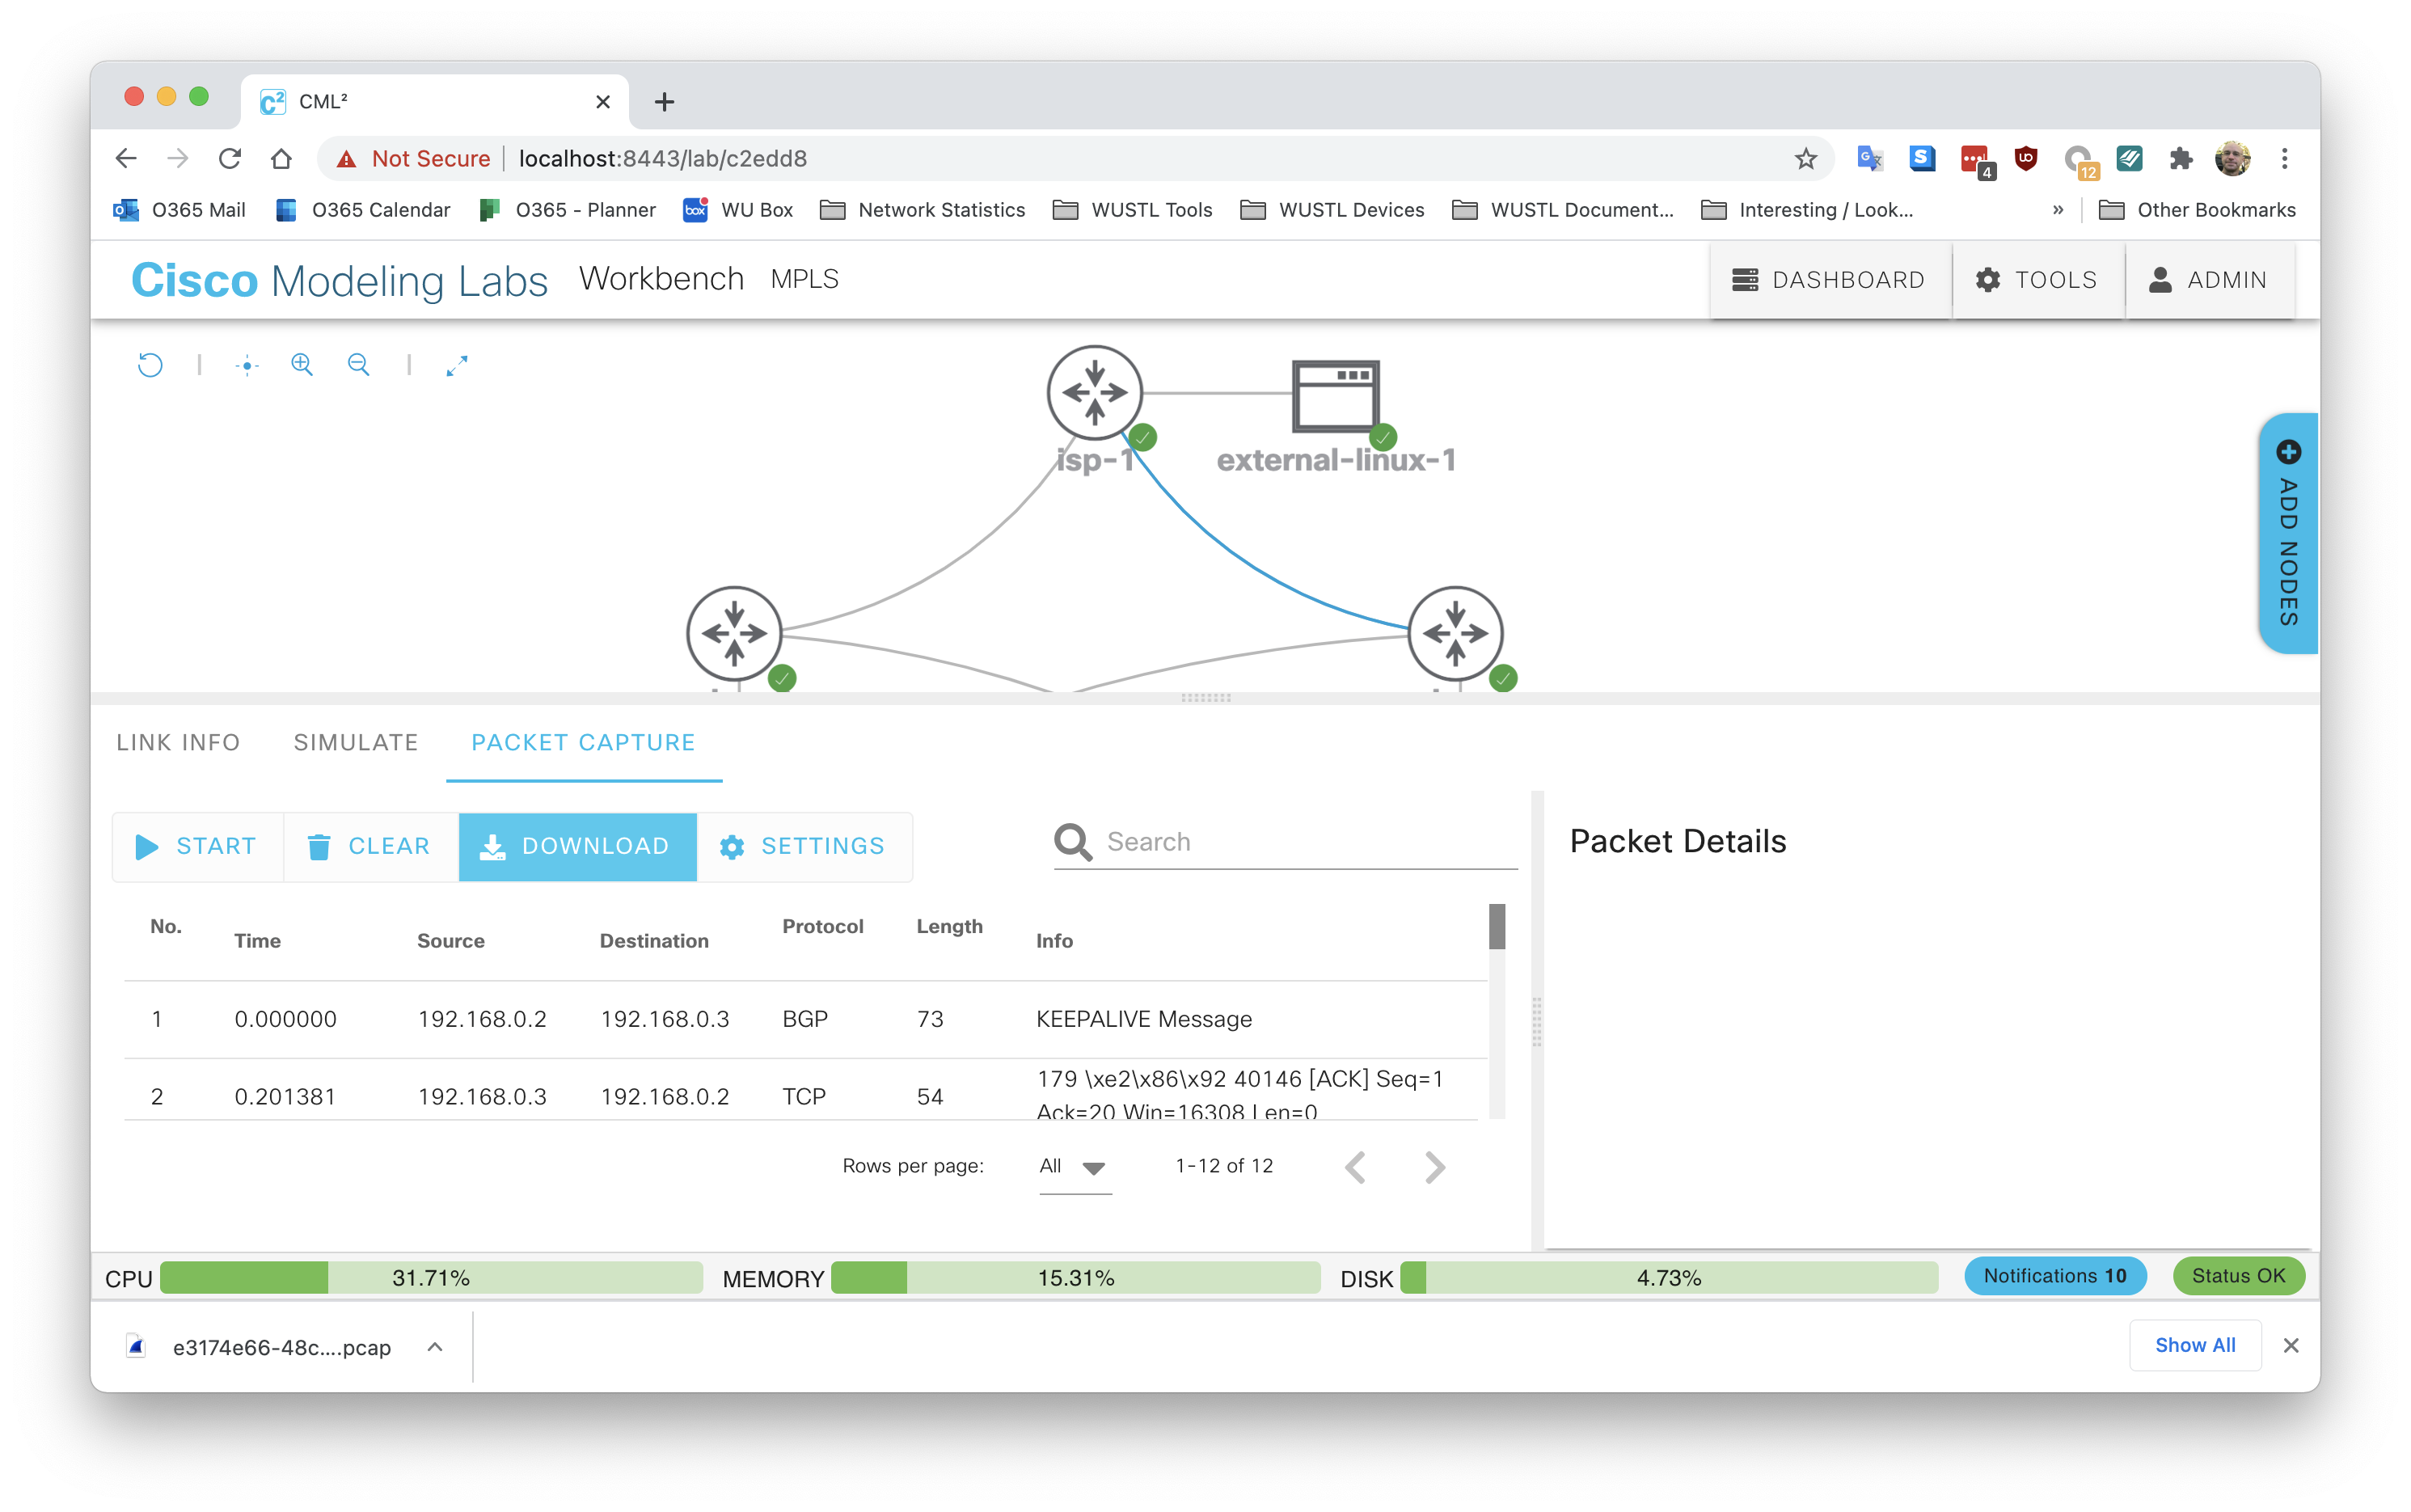 CML²
Not Secure localhost:8443/lab/c2edd8
4
12
O365 Mail O365 Calendar O365 - Planner box WU Box Network Statistics WUSTL Tools WUSTL Devices WUSTL Document... Interesting / Look... » Other Bookmarks
Cisco Modeling Labs Workbench MPLS DASHBOARD TOOLS ADMIN
isp-1 external-linux-1
ADD NODES
LINK INFO SIMULATE PACKET CAPTURE
START CLEAR DOWNLOAD SETTINGS Search Packet Details
No. Time Source Destination Protocol Length Info
1 0.000000 192.168.0.2 192.168.0.3 BGP 73 KEEPALIVE Message
2 0.201381 192.168.0.3 192.168.0.2 TCP 54 179 \xe2\x86\x92 40146 [ACK] Seq=1
Ack=20 Win=16308 Len=0
Rows per page: All 1-12 of 12
CPU 31.71% MEMORY 15.31% DISK 4.73% Notifications 10 Status OK
e3174e66-48c....pcap Show All